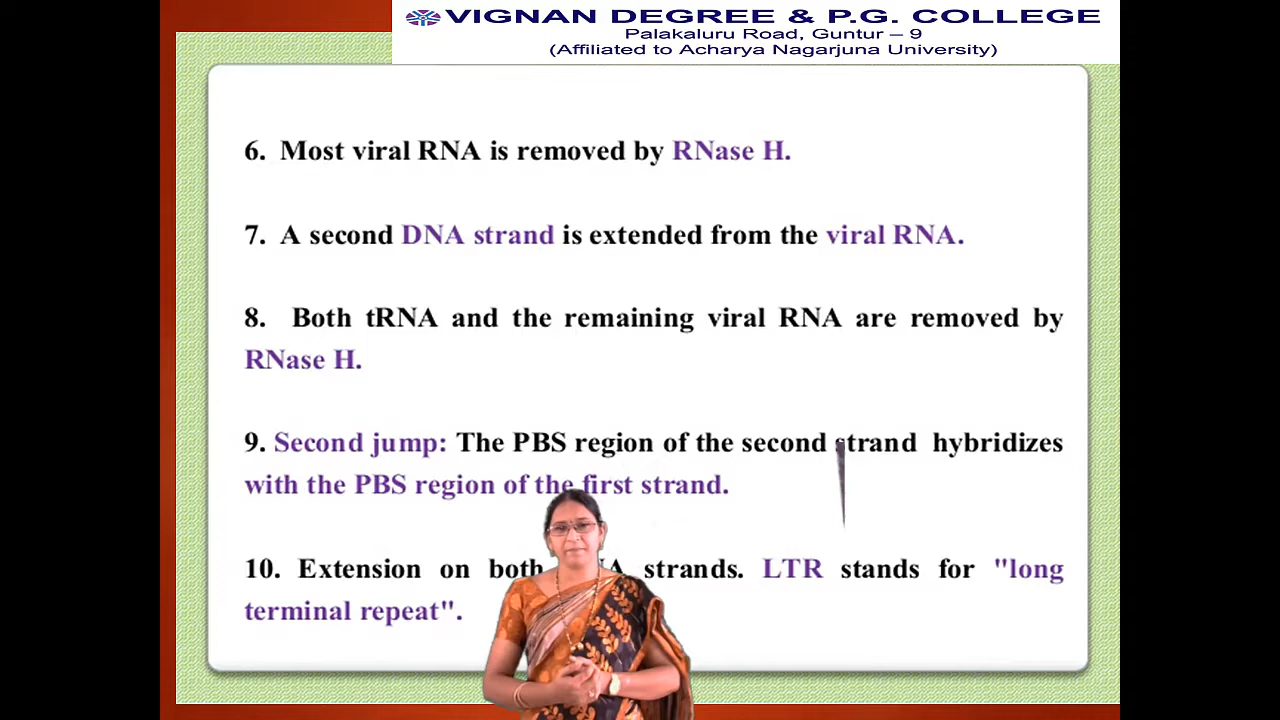 VIGNAN DEGREE & P.G. COLLEGE
Palakaluru Road, Guntur – 9
(Affiliated to Acharya Nagarjuna University)
6. Most viral RNA is removed by RNase H.
7. A second DNA strand is extended from the viral RNA.
8. Both tRNA and the remaining viral RNA are removed by
RNase H.
9. Second jump: The PBS region of the second strand hybridizes
with the PBS region of the first strand.
10. Extension on both strands. LTR stands for "long
terminal repeat".